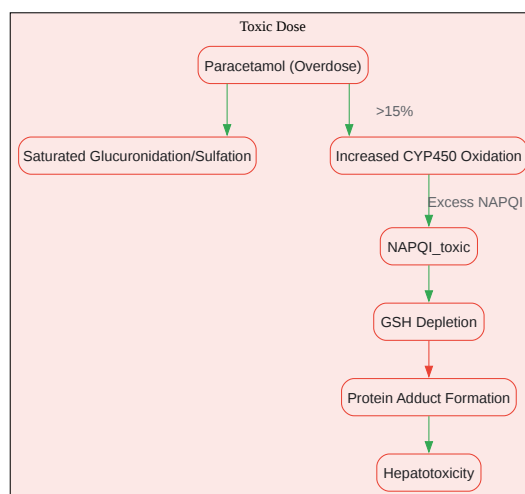 Toxic Dose
Paracetamol (Overdose)
>15%
Saturated Glucuronidation/Sulfation
Increased CYP450 Oxidation
Excess NAPQI
NAPQI_toxic
GSH Depletion
Protein Adduct Formation
Hepatotoxicity